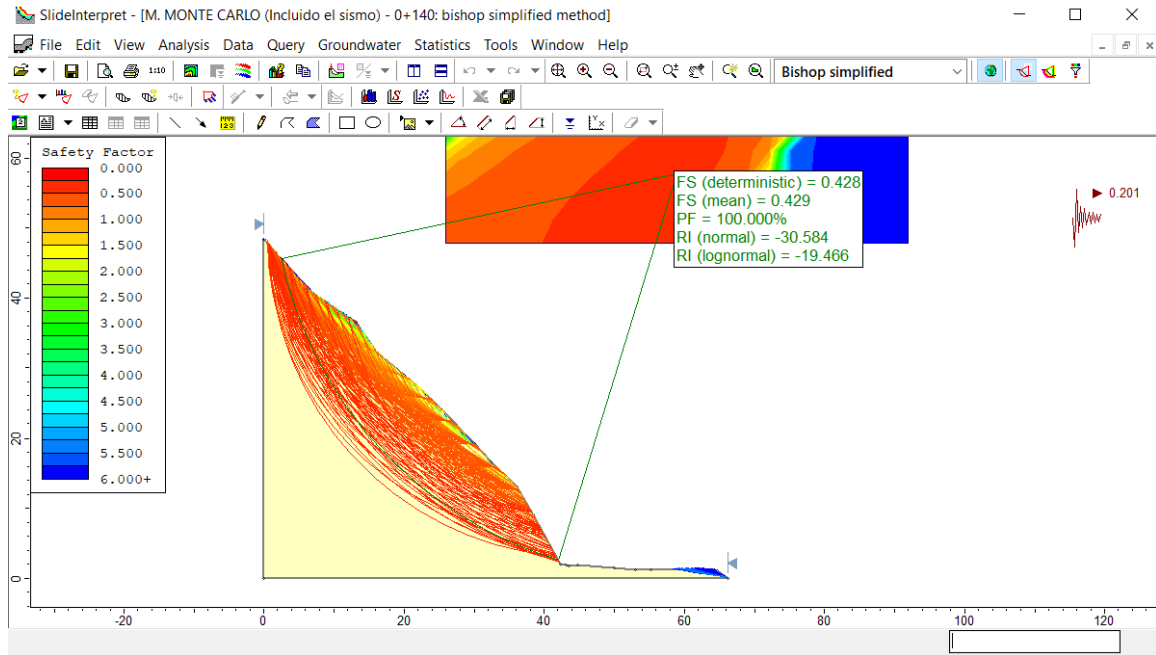 SlideInterpret - [M. MONTE CARLO (Incluido el sismo) - 0+140: bishop simplified method]
File Edit View Analysis Data Query Groundwater Statistics Tools Window Help
1:10
Bishop simplified
Safety Factor
0.000
0.500
1.000
1.500
2.000
2.500
3.000
3.500
4.000
4.500
5.000
5.500
6.000+
FS (deterministic) = 0.428
FS (mean) = 0.429
PF = 100.000%
RI (normal) = -30.584
RI (lognormal) = -19.466
0.201
60
40
20
0
-20 0 20 40 60 80 100 120